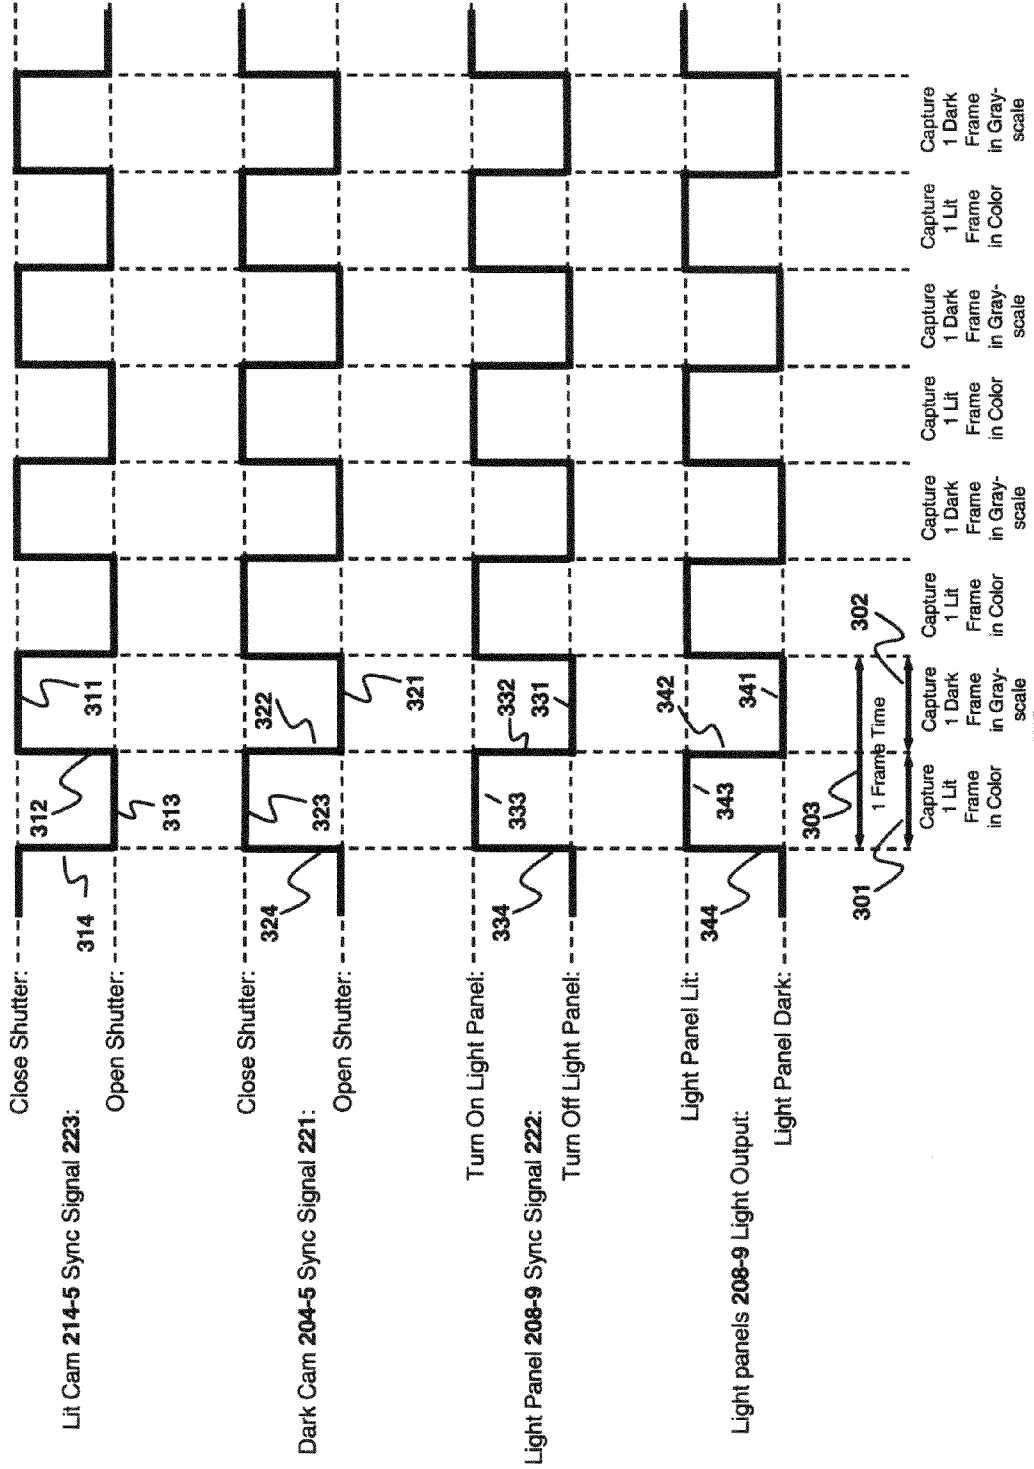 Lit Cam 214-5 Sync Signal 223:
Close Shutter:
Open Shutter:
314
312
313
311
Dark Cam 204-5 Sync Signal 221:
Close Shutter:
Open Shutter:
324
323
322
321
Light Panel 208-9 Sync Signal 222:
Turn On Light Panel:
Turn Off Light Panel:
334
333
332
331
Light panels 208-9 Light Output:
Light Panel Lit:
Light Panel Dark:
344
343
342
341
303
1 Frame Time
301
302
Capture
1 Lit
Frame
in Color
Capture
1 Dark
Frame
in Gray-
scale
Capture
1 Lit
Frame
in Color
Capture
1 Dark
Frame
in Gray-
scale
Capture
1 Lit
Frame
in Color
Capture
1 Dark
Frame
in Gray-
scale
Capture
1 Lit
Frame
in Color
Capture
1 Dark
Frame
in Gray-
scale